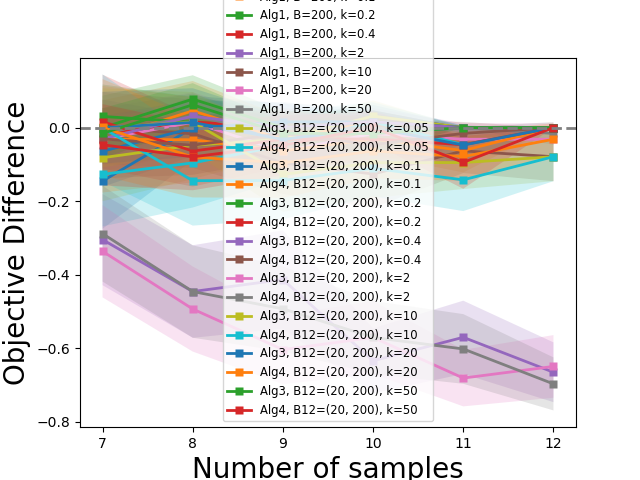 Alg1, B=200, k=0.2
Alg1, B=200, k=0.4
Alg1, B=200, k=2
Alg1, B=200, k=10
Alg1, B=200, k=20
Alg1, B=200, k=50
Alg3, B12=(20, 200), k=0.05
Alg4, B12=(20, 200), k=0.05
Alg3, B12=(20, 200), k=0.1
Alg4, B12=(20, 200), k=0.1
Alg3, B12=(20, 200), k=0.2
Alg4, B12=(20, 200), k=0.2
Alg3, B12=(20, 200), k=0.4
Alg4, B12=(20, 200), k=0.4
Alg3, B12=(20, 200), k=2
Alg4, B12=(20, 200), k=2
Alg3, B12=(20, 200), k=10
Alg4, B12=(20, 200), k=10
Alg3, B12=(20, 200), k=20
Alg4, B12=(20, 200), k=20
Alg3, B12=(20, 200), k=50
Alg4, B12=(20, 200), k=50
Objective Difference
0.0
−0.2
−0.4
−0.6
−0.8
7 8 9 10 11 12
Number of samples